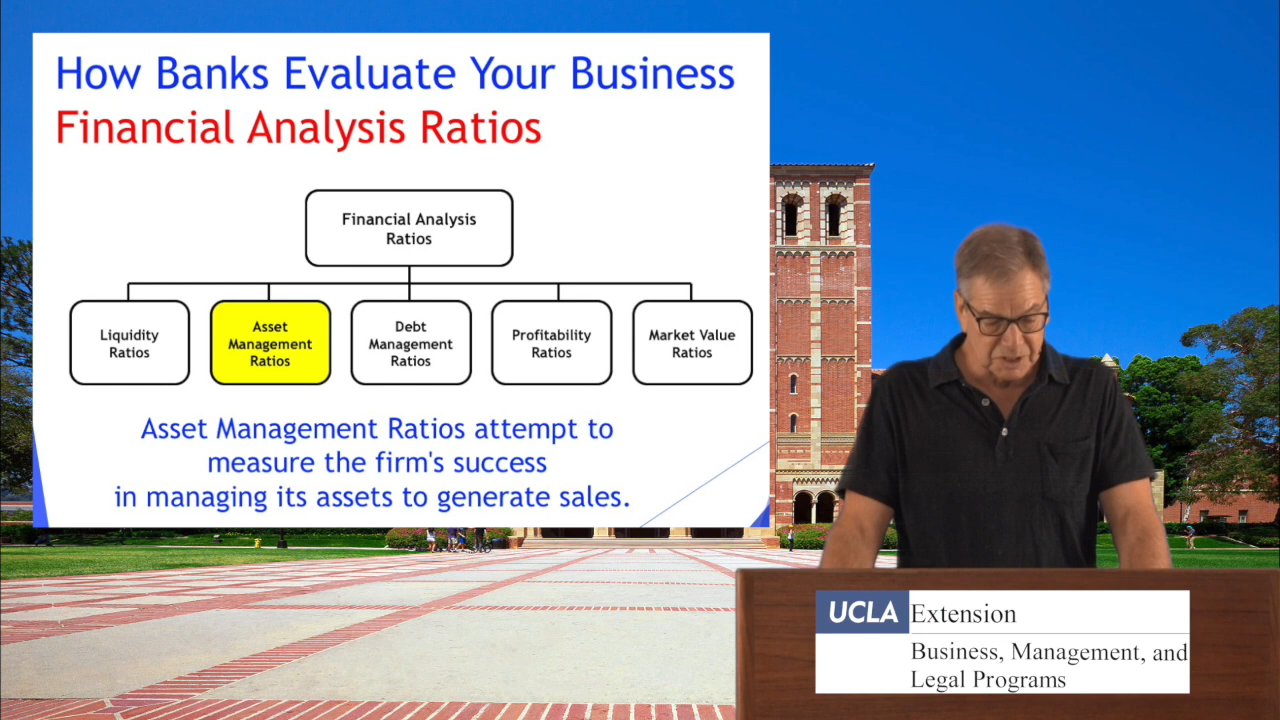 How Banks Evaluate Your Business
Financial Analysis Ratios
Financial Analysis
Ratios
Liquidity
Ratios
Asset
Management
Ratios
Debt
Management
Ratios
Profitability
Ratios
Market Value
Ratios
Asset Management Ratios attempt to
measure the firm's success
in managing its assets to generate sales.
UCLA Extension
Business, Management, and
Legal Programs